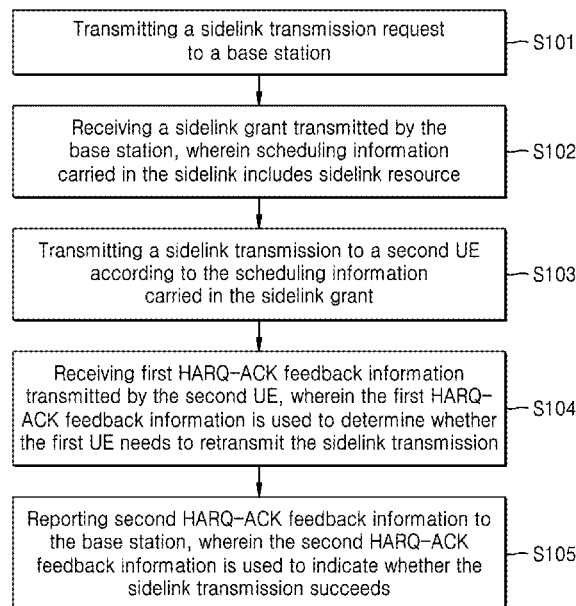 Transmitting a sidelink transmission request
to a base station
S101
Receiving a sidelink grant transmitted by the
base station, wherein scheduling information
carried in the sidelink includes sidelink resource
S102
Transmitting a sidelink transmission to a second UE
according to the scheduling information
carried in the sidelink grant
S103
Receiving first HARQ-ACK feedback information
transmitted by the second UE, wherein the first HARQ-
ACK feedback information is used to determine whether
the first UE needs to retransmit the sidelink transmission
S104
Reporting second HARQ-ACK feedback information to
the base station, wherein the second HARQ-ACK
feedback information is used to indicate whether the
sidelink transmission succeeds
S105